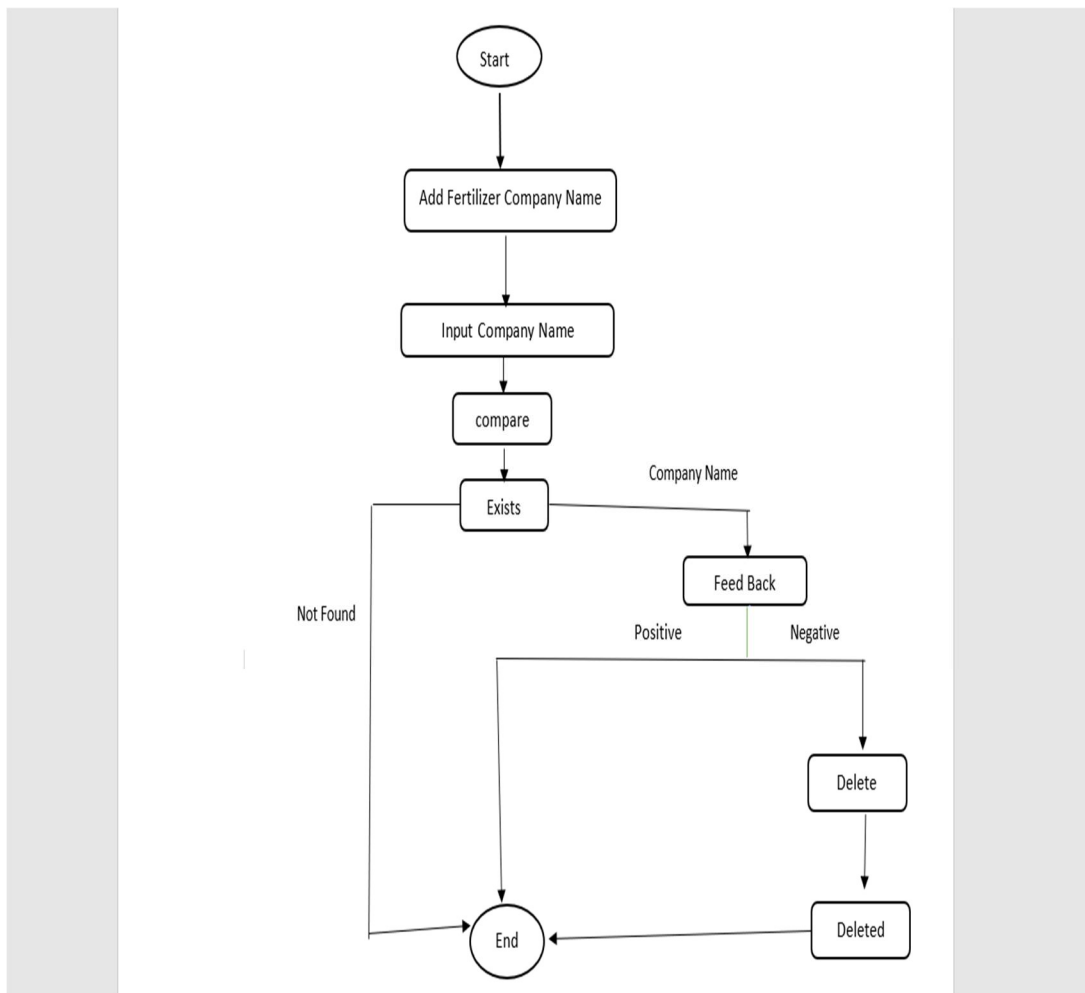 Start
Add Fertilizer Company Name
Input Company Name
compare
Company Name
Exists
Feed Back
Not Found
Positive
Negative
Delete
Deleted
End